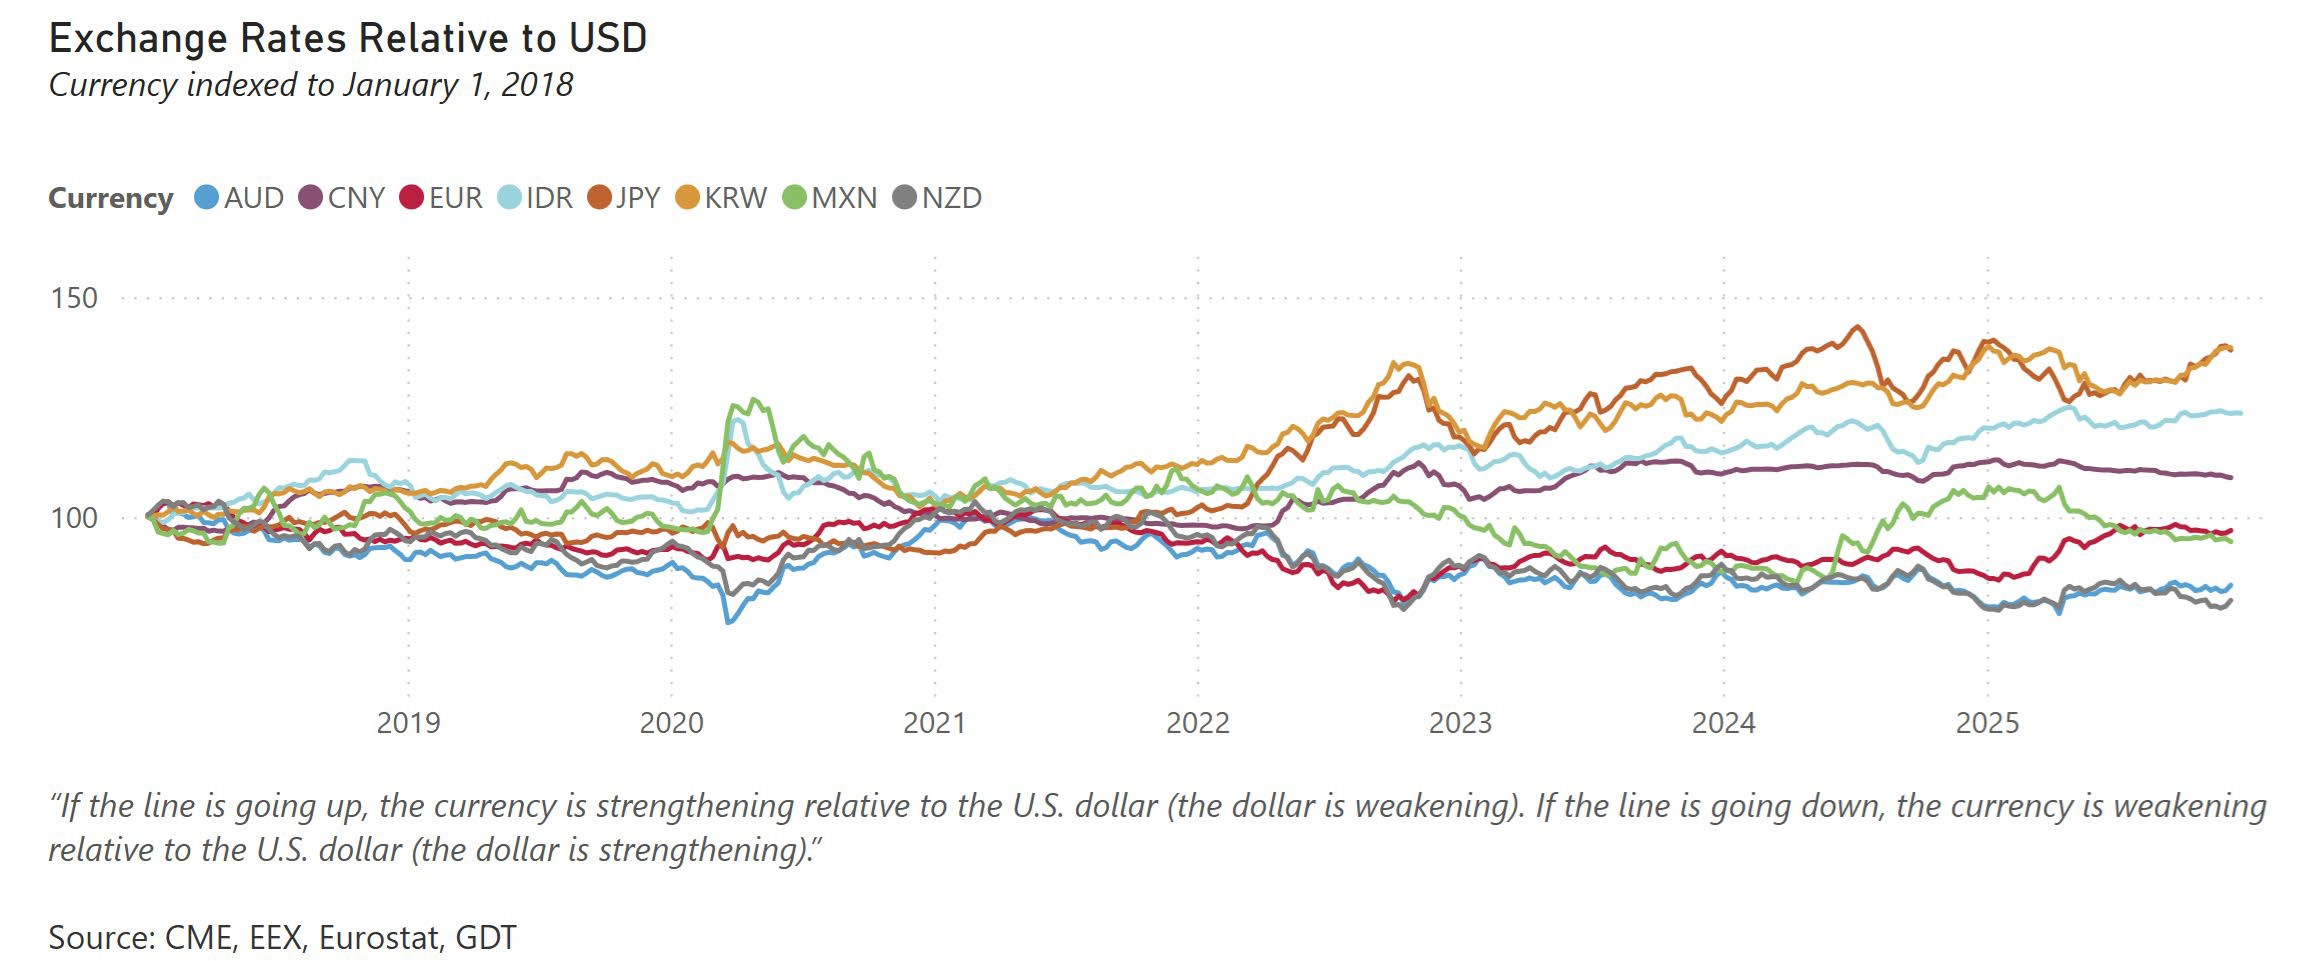 Exchange Rates Relative to USD
Currency indexed to January 1, 2018
Currency AUD CNY EUR IDR JPY KRW MXN NZD
150
100
2019 2020 2021 2022 2023 2024 2025
“If the line is going up, the currency is strengthening relative to the U.S. dollar (the dollar is weakening). If the line is going down, the currency is weakening
relative to the U.S. dollar (the dollar is strengthening).”
Source: CME, EEX, Eurostat, GDT